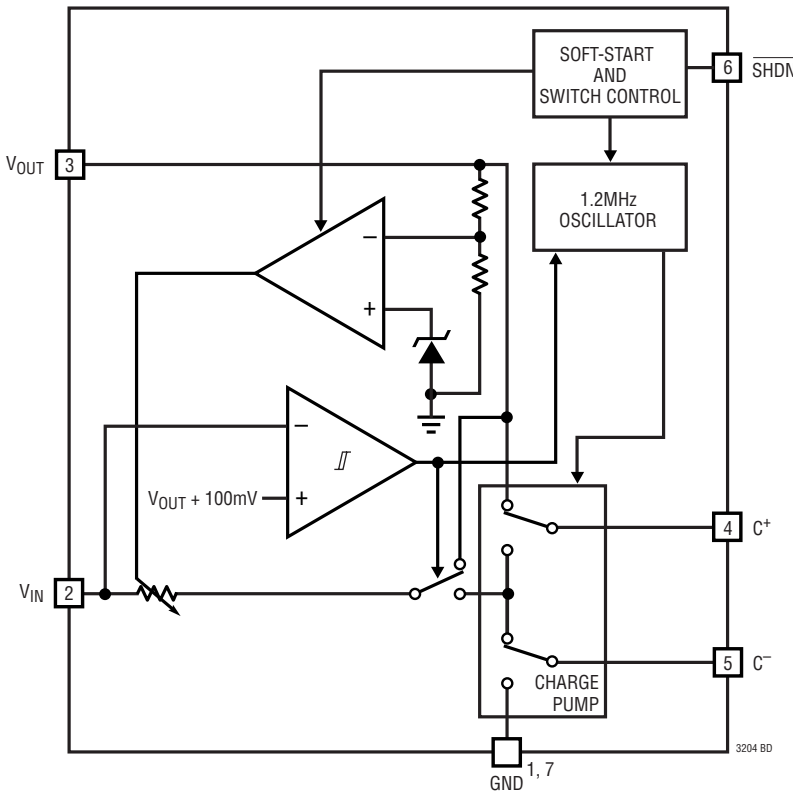 SOFT-START
AND
SWITCH CONTROL
6
SHDN
VOUT
3
1.2MHz
OSCILLATOR
–
+
–
VOUT + 100mV
+
4
C+
VIN
2
5
C–
CHARGE
PUMP
3204 BD
1, 7
GND